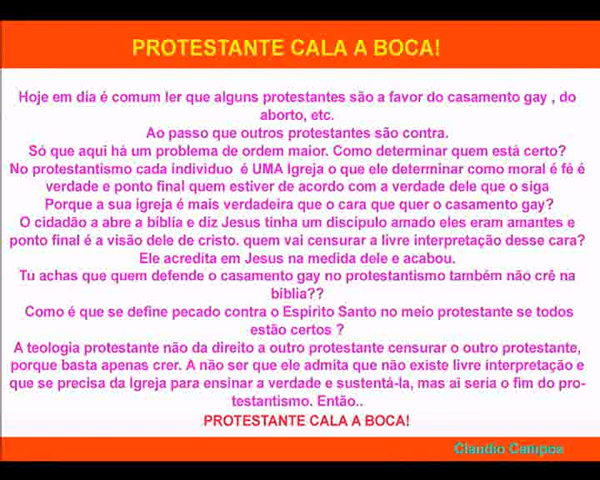 PROTESTANTE CALA A BOCA!
Hoje em dia é comum ler que alguns protestantes são a favor do casamento gay , do
aborto, etc.
Ao passo que outros protestantes são contra.
Só que aqui há um problema de ordem maior. Como determinar quem está certo?
No protestantismo cada individuo é UMA Igreja o que ele determinar como moral é fé é
verdade e ponto final quem estiver de acordo com a verdade dele que o siga
Porque a sua igreja é mais verdadeira que o cara que quer o casamento gay?
O cidadão a abre a bíblia e diz Jesus tinha um discípulo amado eles eram amantes e
ponto final é a visão dele de cristo. quem vai censurar a livre interpretação desse cara?
Ele acredita em Jesus na medida dele e acabou.
Tu achas que quem defende o casamento gay no protestantismo também não crê na
bíblia??
Como é que se define pecado contra o Espirito Santo no meio protestante se todos
estão certos ?
A teologia protestante não da direito a outro protestante censurar o outro protestante,
porque basta apenas crer. A não ser que ele admita que não existe livre interpretação e
que se precisa da Igreja para ensinar a verdade e sustentá-la, mas ai seria o fim do pro-
testantismo. Então..
PROTESTANTE CALA A BOCA!
Claudio Campos